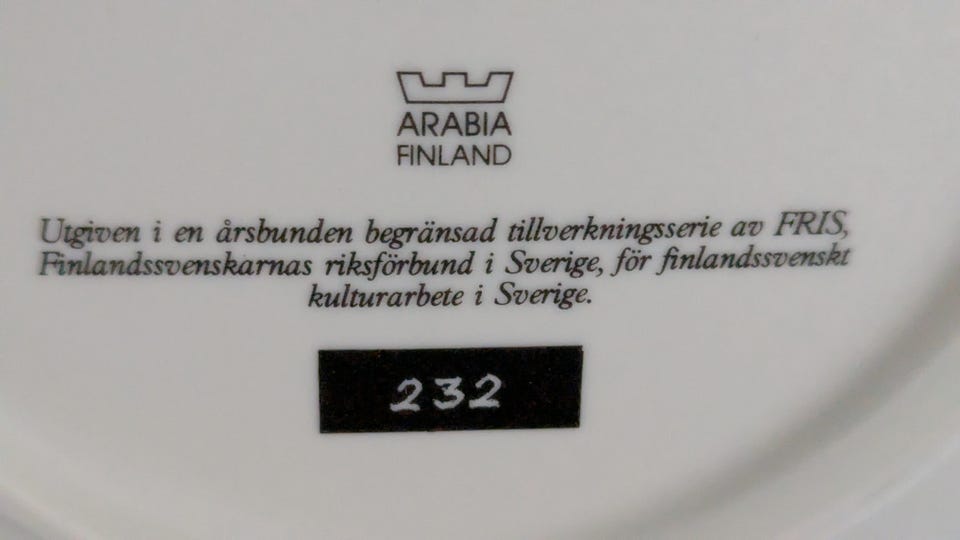 ARABIA
FINLAND
Utgiven i en årsbunden begränsad tillverkningsserie av FRIS,
Finlandssvenskarnas riksförbund i Sverige, för finlandssvenskt
kulturarbete i Sverige.
232